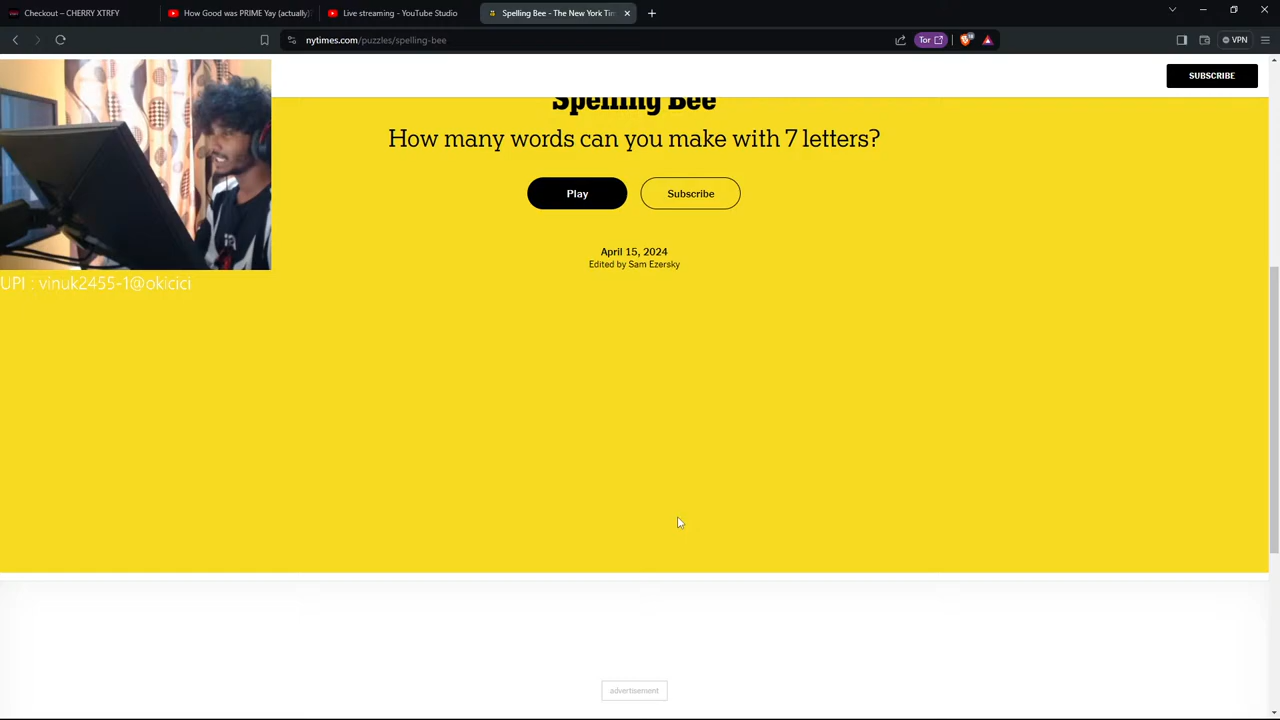 Checkout – CHERRY XTRFY
How Good was PRIME Yay (actually)
Live streaming - YouTube Studio
Spelling Bee - The New York Tim
nytimes.com/puzzles/spelling-bee
Tor
VPN
SUBSCRIBE
Spelling Bee
How many words can you make with 7 letters?
Play
Subscribe
April 15, 2024
Edited by Sam Ezersky
UPI : vinuk2455-1@okicici
advertisement